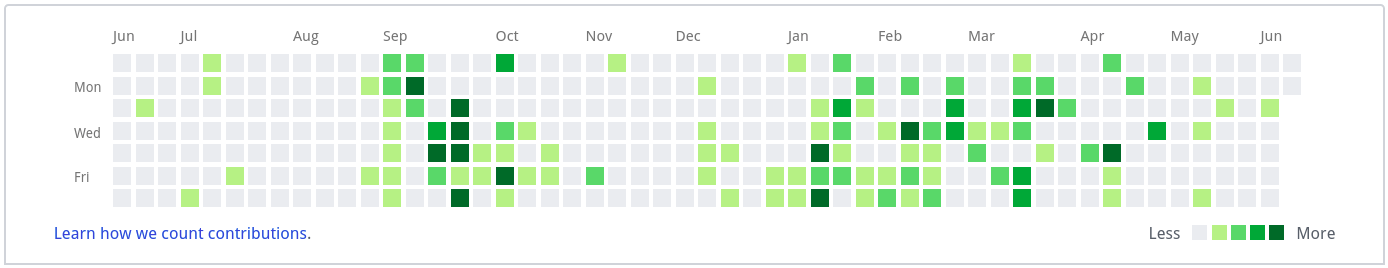 Jun Jul Aug Sep Oct Nov Dec Jan Feb Mar Apr May Jun
Mon
Wed
Fri
Learn how we count contributions. Less More